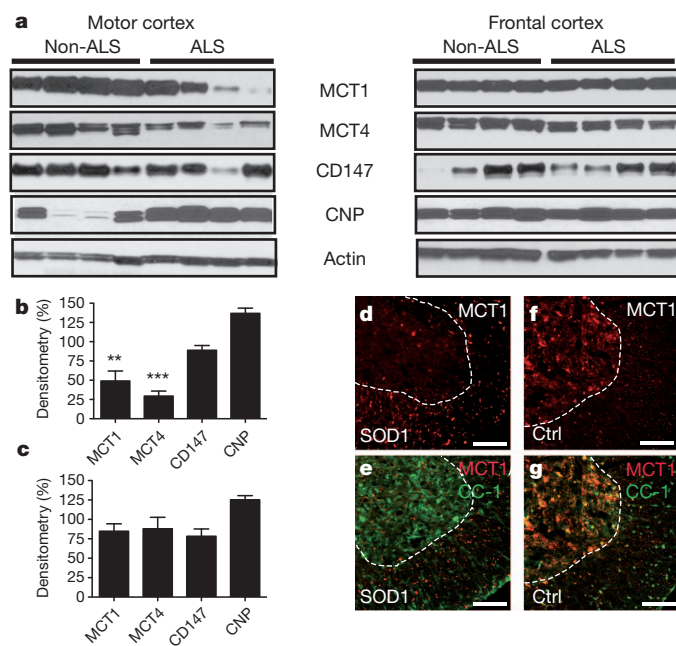 a
Motor cortex
Frontal cortex
Non-ALS ALS
Non-ALS ALS
MCT1
MCT4
CD147
CNP
Actin
b
Densitometry (%)
150
125
100
75
50
25
0
** ***
MCT1 MCT4 CD147 CNP
c
Densitometry (%)
150
125
100
75
50
25
0
MCT1 MCT4 CD147 CNP
d MCT1
SOD1
f MCT1
Ctrl
e MCT1
CC-1
SOD1
g MCT1
CC-1
Ctrl